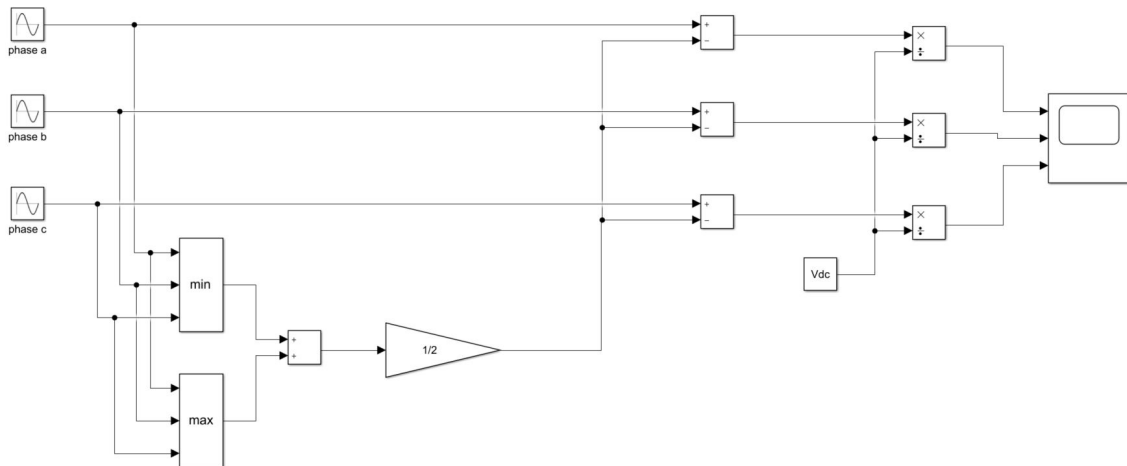 phase a
phase b
phase c
min
max
1/2
Vdc
+
−
+
−
+
−
+
+
×
÷
×
÷
×
÷